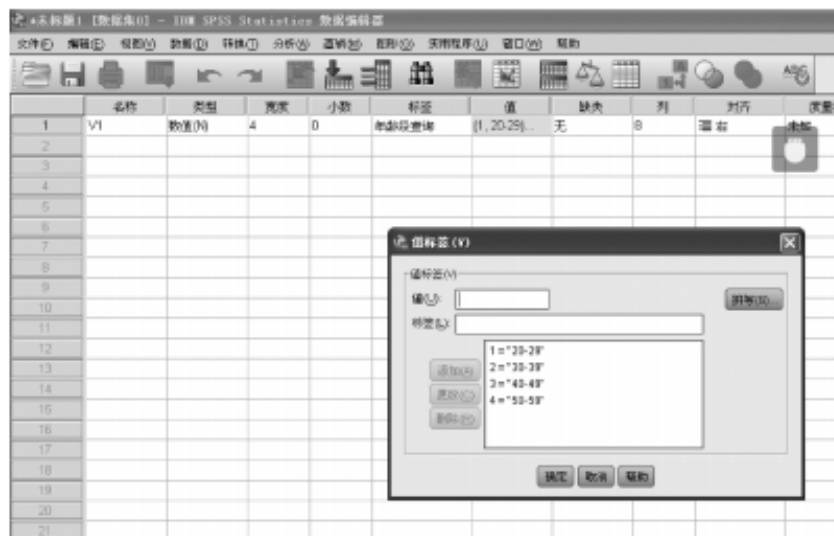 *未标题1 [数据集0] - IBM SPSS Statistics 数据编辑器
文件(F) 编辑(E) 视图(V) 数据(D) 转换(T) 分析(A) 直销(M) 图形(G) 实用程序(U) 窗口(W) 帮助
名称 类型 宽度 小数 标签 值 缺失 列 对齐 度量
1 V1 数值(N) 4 0 年龄段查询 {1, 20-29}... 无 8 右 未知
2
3
4
5
6
7
8
9
10
11
12
13
14
15
16
17
18
19
20
21
值标签(V)
值标签(V)
值(U):
拼写(S)...
标签(L):
1="20-29"
2="30-39"
3="40-49"
4="50-59"
添加(A)
更改(C)
删除(R)
确定 取消 帮助